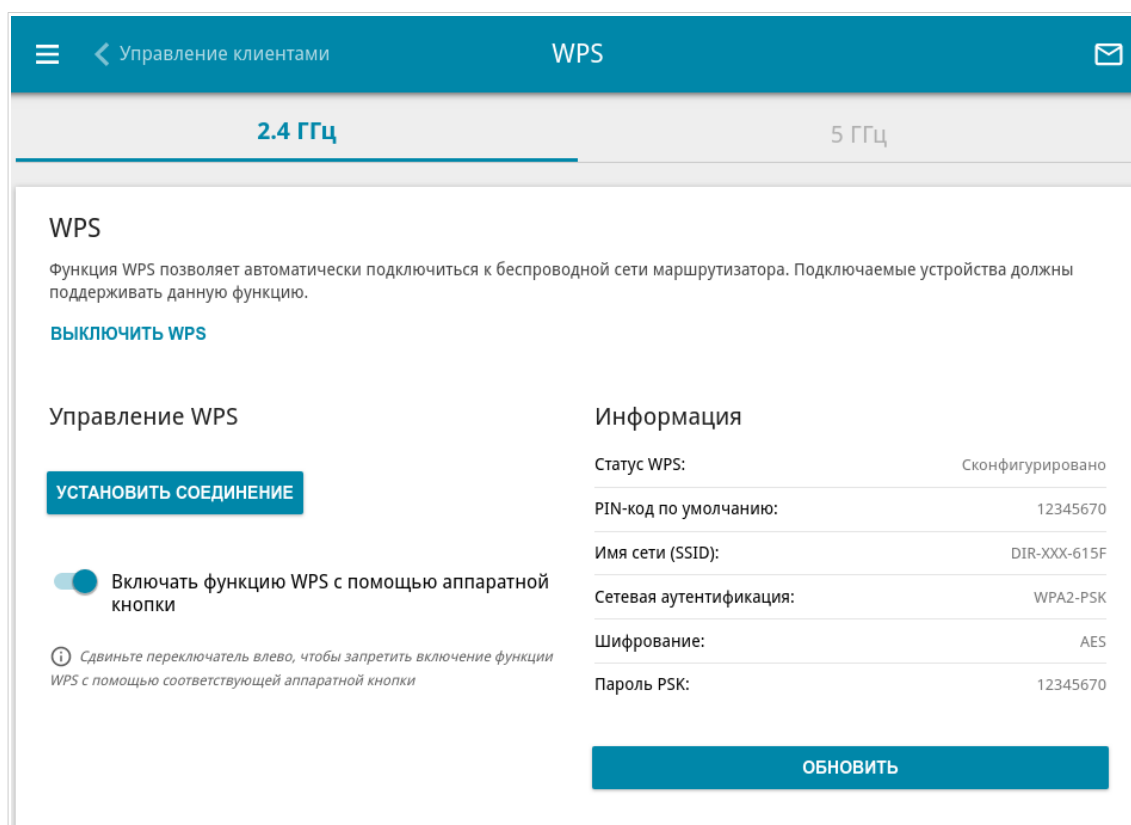 Управление клиентами
WPS
2.4 ГГц
5 ГГц
WPS
Функция WPS позволяет автоматически подключиться к беспроводной сети маршрутизатора. Подключаемые устройства должны
поддерживать данную функцию.
ВЫКЛЮЧИТЬ WPS
Управление WPS
УСТАНОВИТЬ СОЕДИНЕНИЕ
Включать функцию WPS с помощью аппаратной
кнопки
Сдвиньте переключатель влево, чтобы запретить включение функции
WPS с помощью соответствующей аппаратной кнопки
Информация
Статус WPS: Сконфигурировано
PIN-код по умолчанию: 12345670
Имя сети (SSID): DIR-XXX-615F
Сетевая аутентификация: WPA2-PSK
Шифрование: AES
Пароль PSK: 12345670
ОБНОВИТЬ